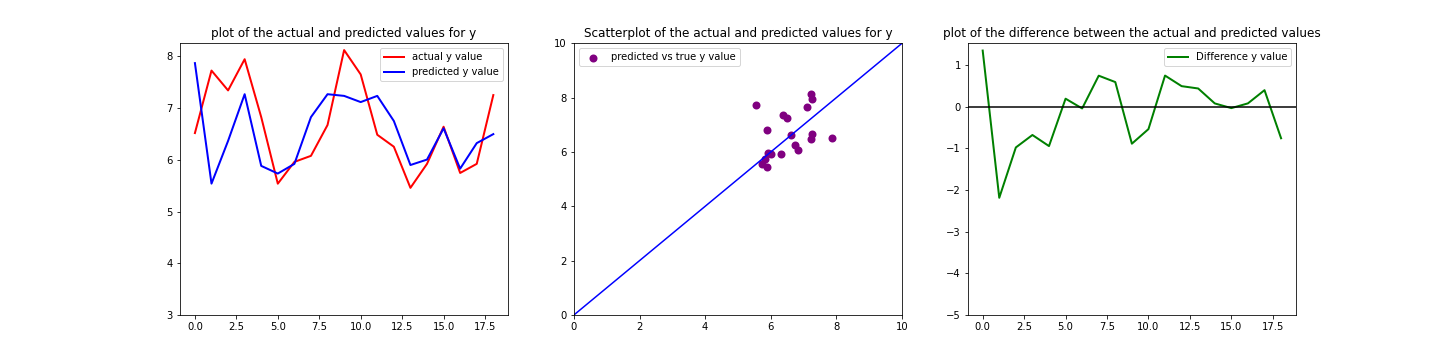 plot of the actual and predicted values for y
actual y value
predicted y value
8
7
6
5
4
3
0.0 2.5 5.0 7.5 10.0 12.5 15.0 17.5
Scatterplot of the actual and predicted values for y
predicted vs true y value
10
8
6
4
2
0
0 2 4 6 8 10
plot of the difference between the actual and predicted values
Difference y value
1
0
−1
−2
−3
−4
−5
0.0 2.5 5.0 7.5 10.0 12.5 15.0 17.5